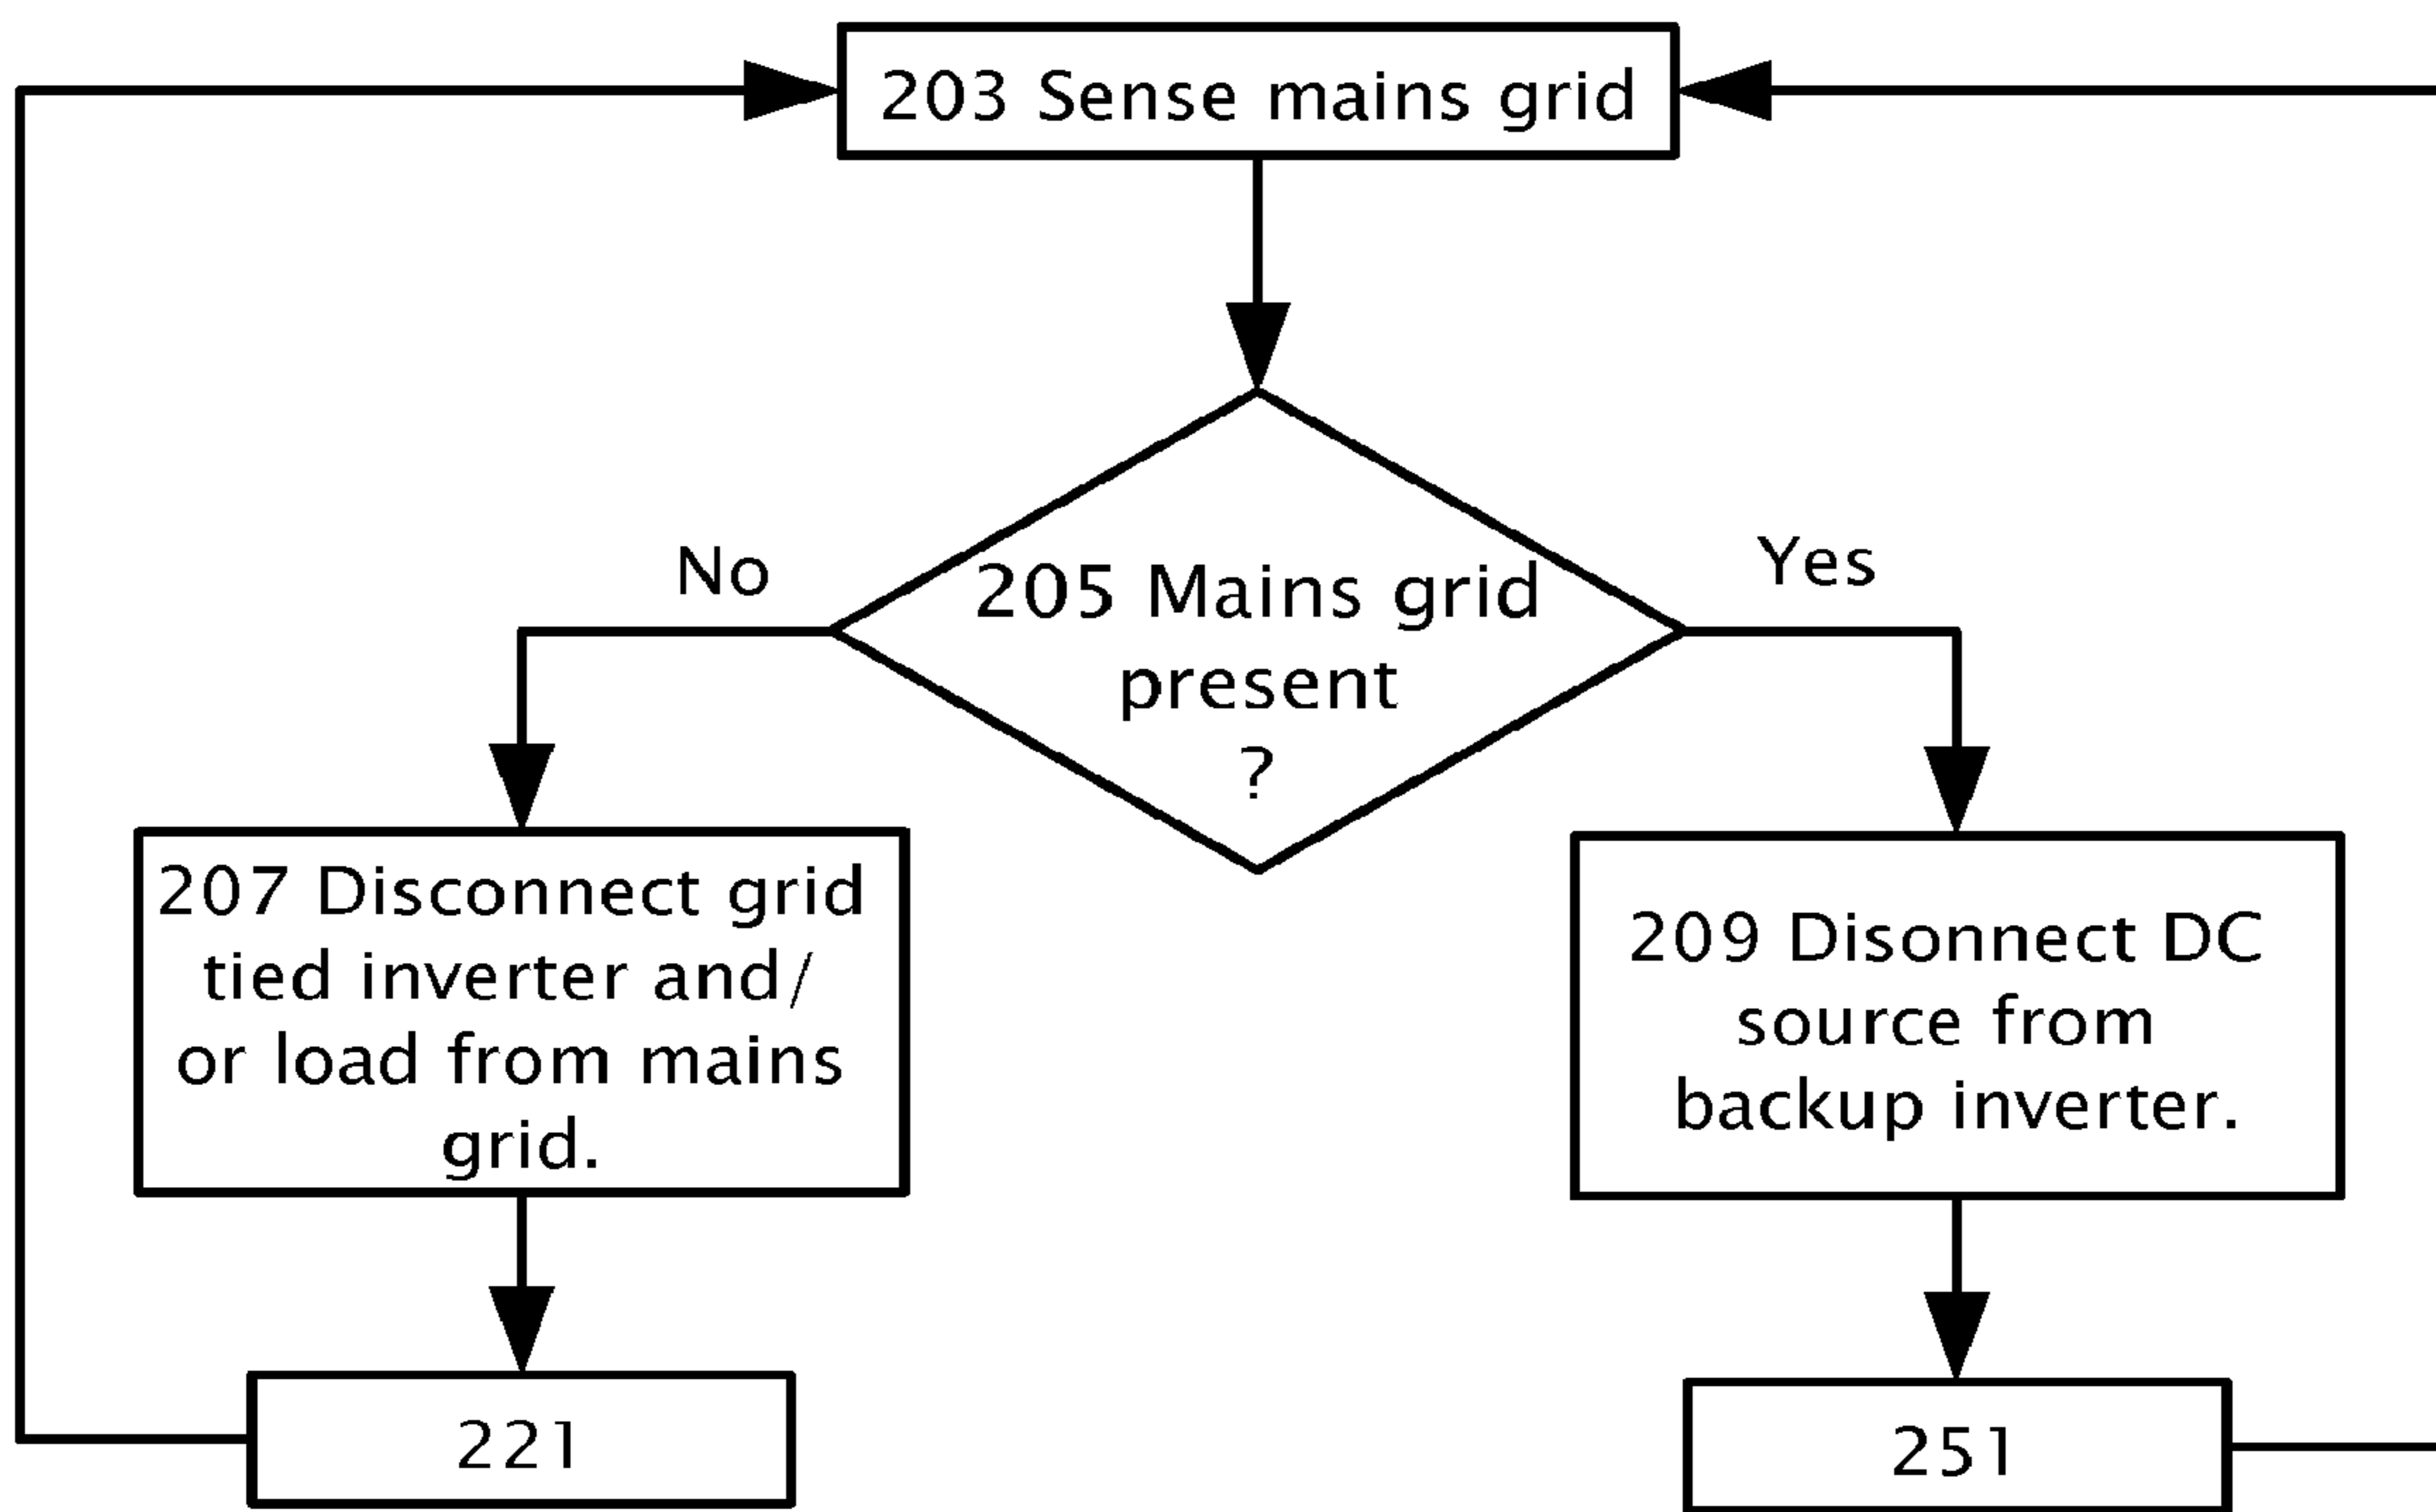 203 Sense mains grid
No
Yes
205 Mains grid
present
?
207 Disconnect grid
tied inverter and/
or load from mains
grid.
209 Disonnect DC
source from
backup inverter.
221
251